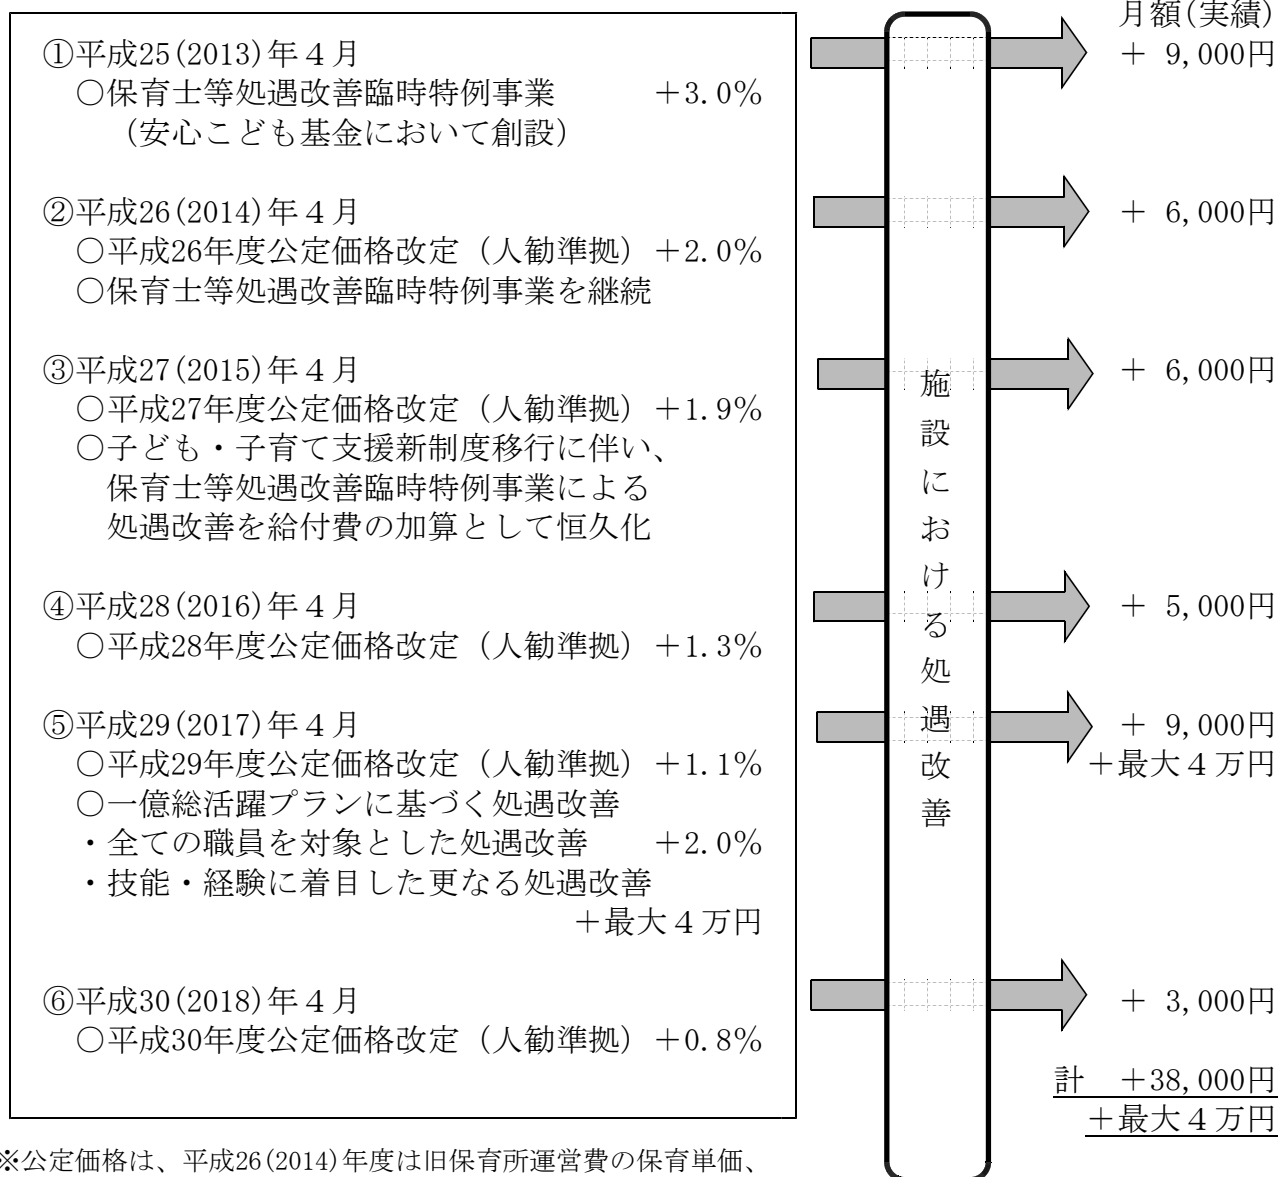 ①平成25(2013)年４月
○保育士等処遇改善臨時特例事業 ＋3.0％
（安心こども基金において創設）
②平成26(2014)年４月
○平成26年度公定価格改定（人勧準拠）＋2.0％
○保育士等処遇改善臨時特例事業を継続
③平成27(2015)年４月
○平成27年度公定価格改定（人勧準拠）＋1.9％
○子ども・子育て支援新制度移行に伴い、
保育士等処遇改善臨時特例事業による
処遇改善を給付費の加算として恒久化
④平成28(2016)年４月
○平成28年度公定価格改定（人勧準拠）＋1.3％
⑤平成29(2017)年４月
○平成29年度公定価格改定（人勧準拠）＋1.1％
○一億総活躍プランに基づく処遇改善
・全ての職員を対象とした処遇改善 ＋2.0％
・技能・経験に着目した更なる処遇改善
＋最大４万円
⑥平成30(2018)年４月
○平成30年度公定価格改定（人勧準拠）＋0.8％
施設における処遇改善
月額(実績)
＋ 9,000円
＋ 6,000円
＋ 6,000円
＋ 5,000円
＋ 9,000円
＋最大４万円
＋ 3,000円
計 ＋38,000円
＋最大４万円
※公定価格は、平成26(2014)年度は旧保育所運営費の保育単価、